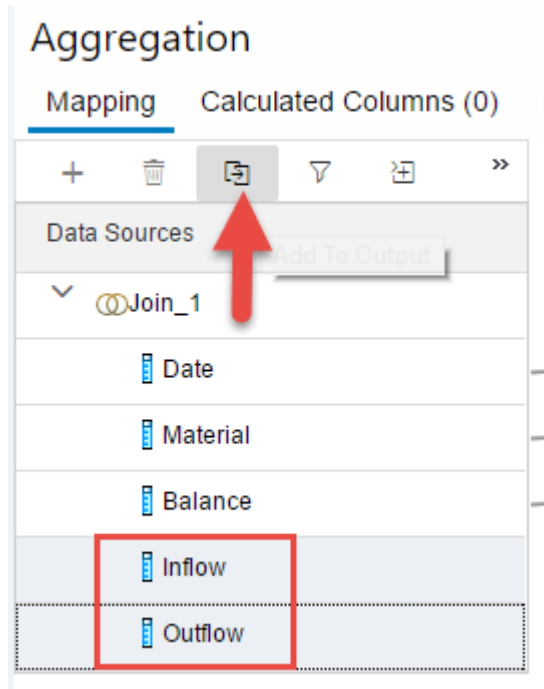 Aggregation
Mapping Calculated Columns (0)
»
Data Sources
Add To Output
Join_1
Date
Material
Balance
Inflow
Outflow